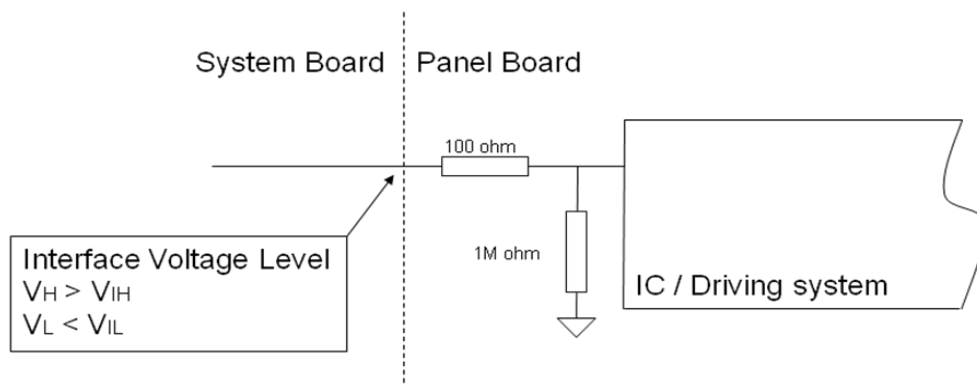 System Board
Panel Board
100 ohm
1M ohm
IC / Driving system
Interface Voltage Level
VH > VIH
VL < VIL